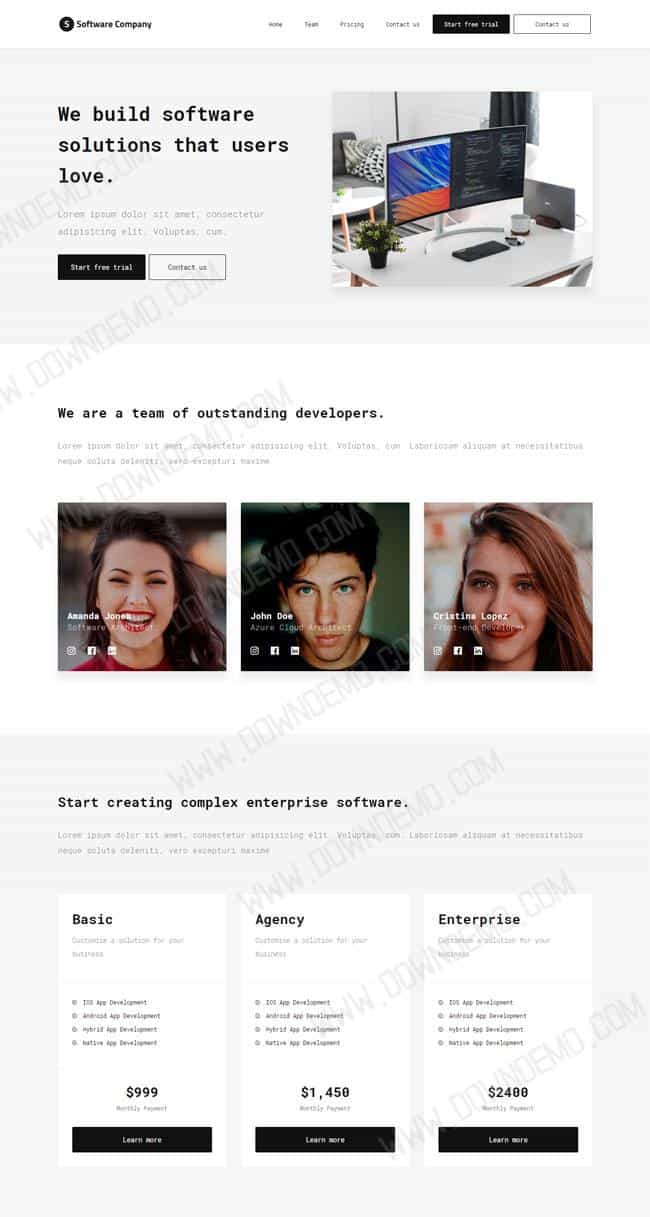 S Software Company
Home Team Pricing Contact us Start free trial Contact us
We build software
solutions that users
love.
Lorem ipsum dolor sit amet, consectetur
adipisicing elit. Voluptas, cum.
Start free trial Contact us
We are a team of outstanding developers.
Lorem ipsum dolor sit amet, consectetur adipisicing elit. Voluptas, cum. Laboriosam aliquam at necessitatibus
neque soluta deleniti, vero excepturi maxime
Amanda Jones John Doe Cristina Lopez
Software Architect Azure Cloud Architect Front-end Developer
Start creating complex enterprise software.
Lorem ipsum dolor sit amet, consectetur adipisicing elit. Voluptas, cum. Laboriosam aliquam at necessitatibus
neque soluta deleniti, vero excepturi maxime
Basic Agency Enterprise
Customise a solution for your Customise a solution for your Customise a solution for your
business business business
IOS App Development IOS App Development IOS App Development
Android App Development Android App Development Android App Development
Hybrid App Development Hybrid App Development Hybrid App Development
Native App Development Native App Development Native App Development
$999 $1,450 $2400
Monthly Payment Monthly Payment Monthly Payment
Learn more Learn more Learn more
WWW.DOWNDEMO.COM